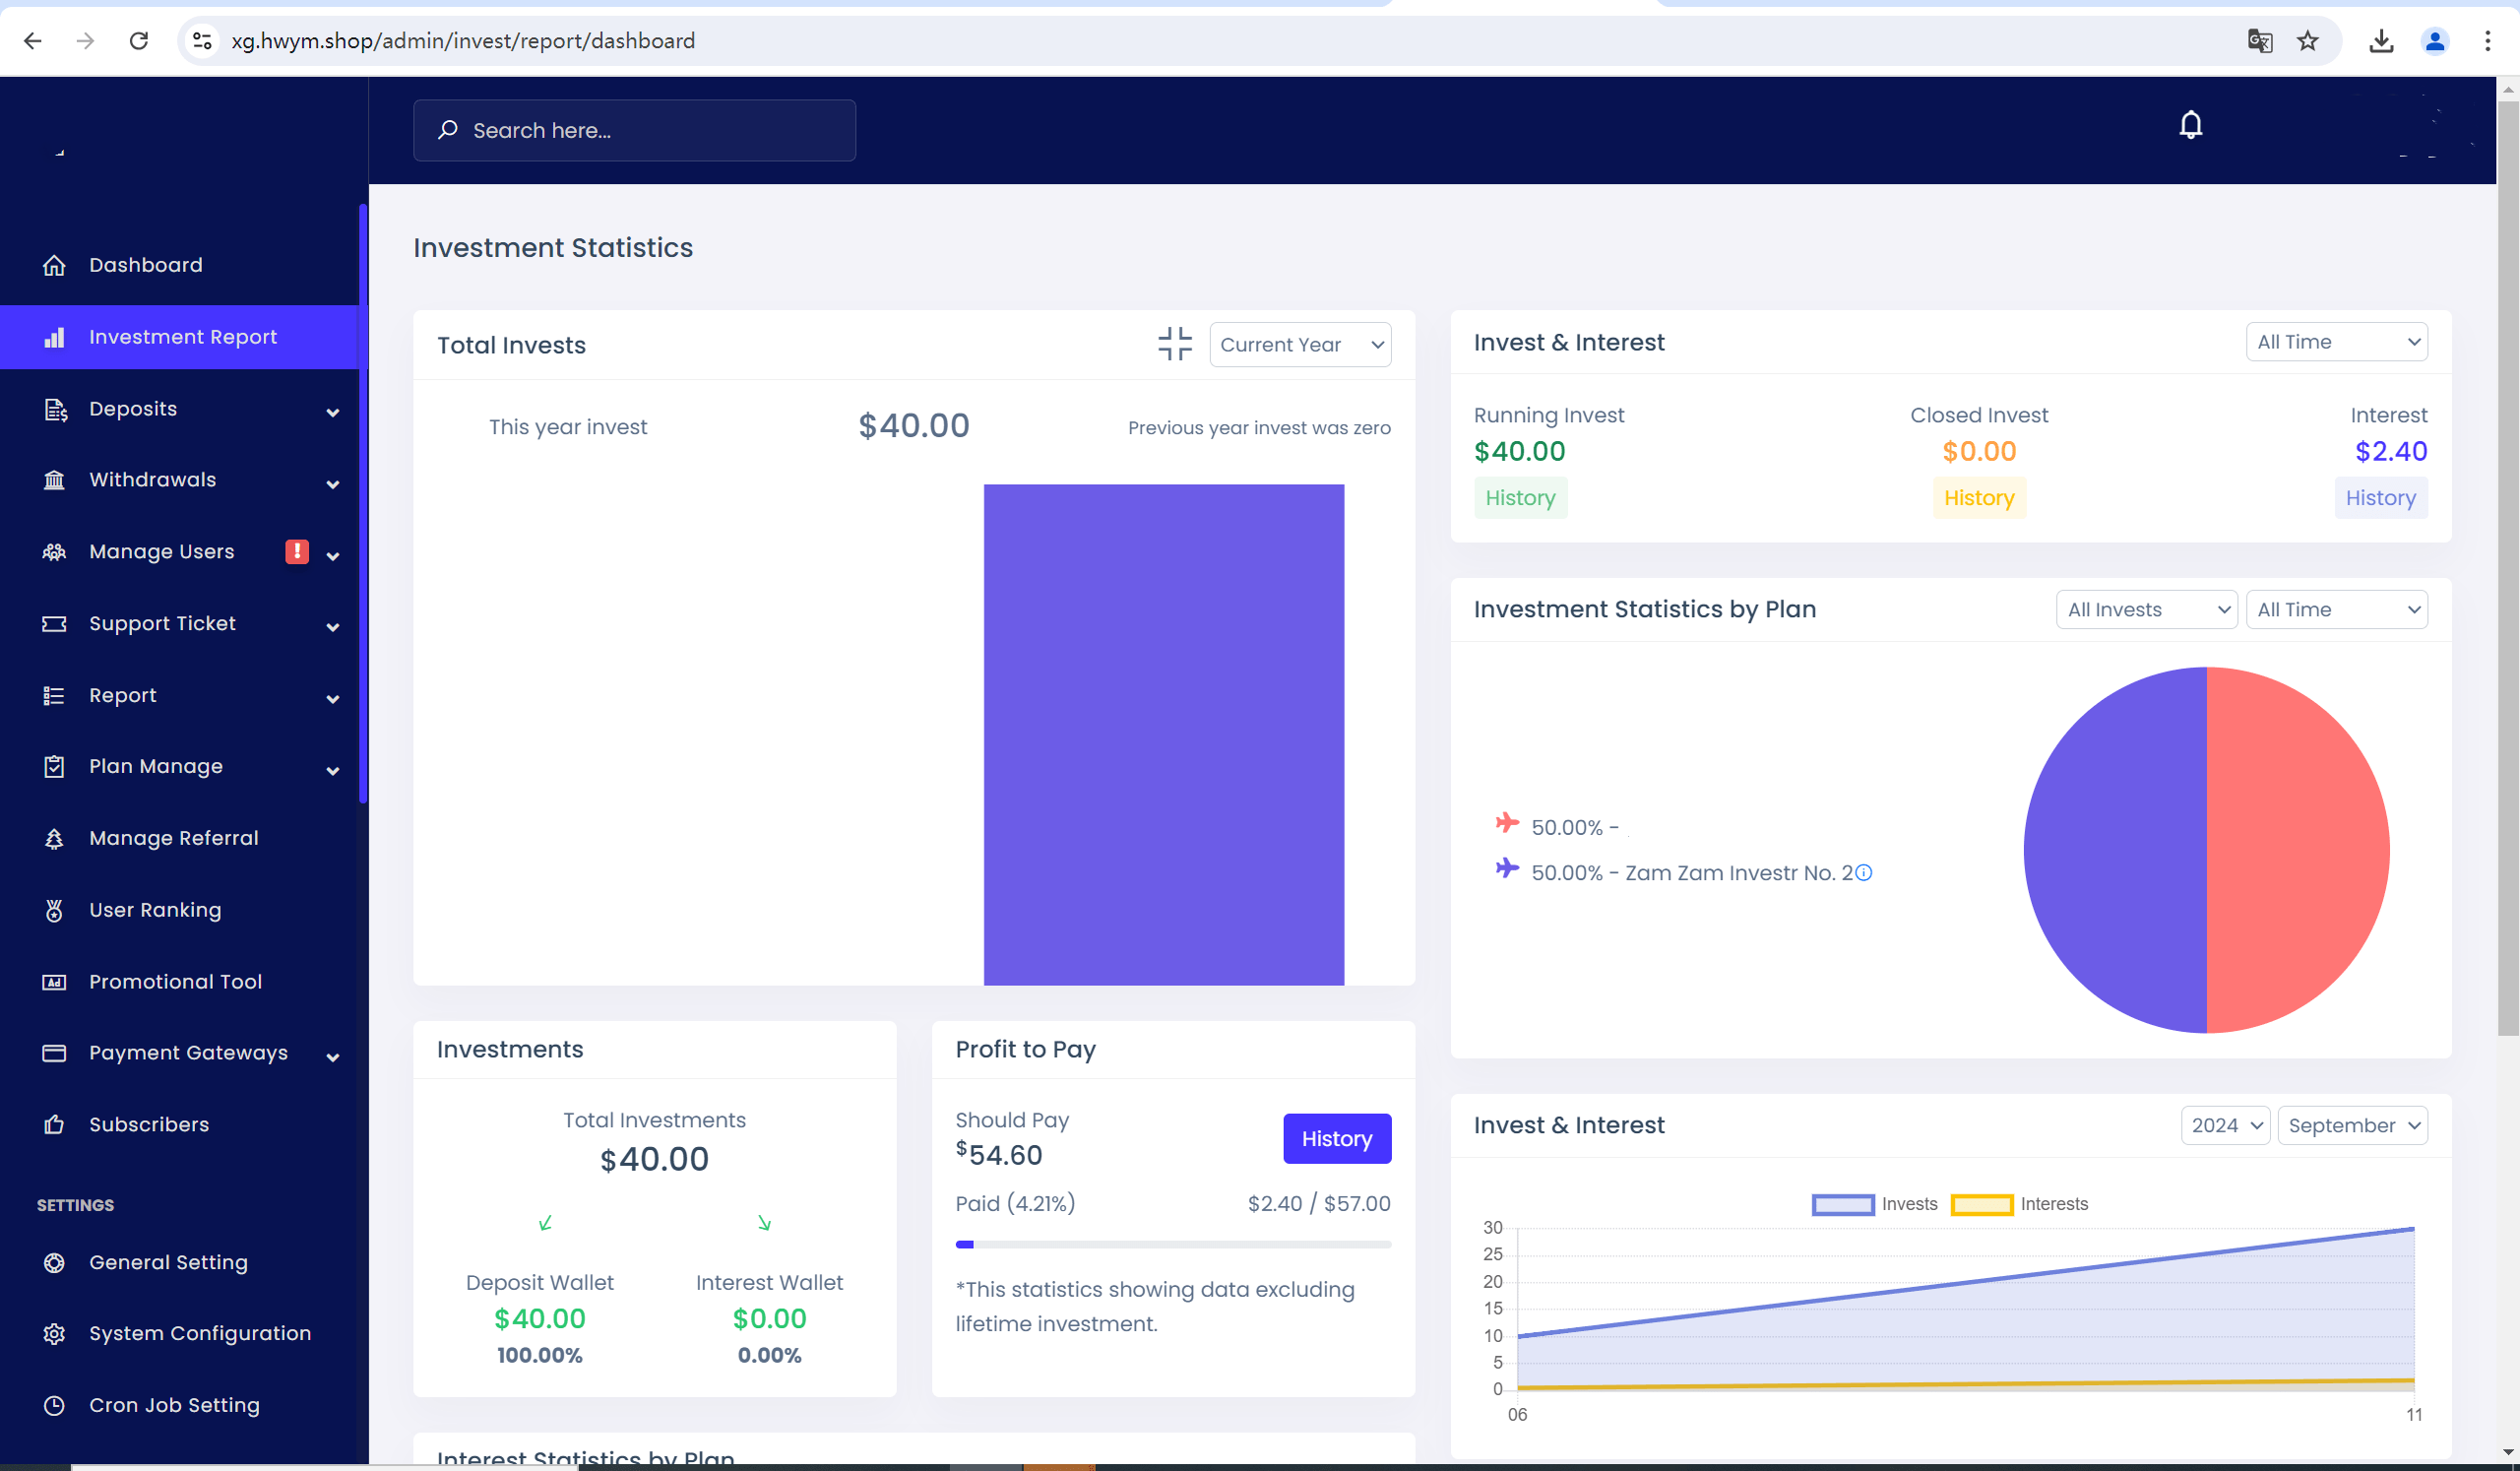 xg.hwym.shop/admin/invest/report/dashboard
Search here...
Dashboard
Investment Report
Deposits
Withdrawals
Manage Users
!
Support Ticket
Report
Plan Manage
Manage Referral
User Ranking
Ad
Promotional Tool
Payment Gateways
Subscribers
SETTINGS
General Setting
System Configuration
Cron Job Setting
Investment Statistics
Total Invests
Current Year
This year invest
$40.00
Previous year invest was zero
Invest & Interest
All Time
Running Invest
$40.00
History
Closed Invest
$0.00
History
Interest
$2.40
History
Investment Statistics by Plan
All Invests
All Time
50.00% -
50.00% - Zam Zam Investr No. 2
Investments
Total Investments
$40.00
Deposit Wallet
$40.00
100.00%
Interest Wallet
$0.00
0.00%
Profit to Pay
Should Pay
$54.60
History
Paid (4.21%)
$2.40 / $57.00
*This statistics showing data excluding
lifetime investment.
Invest & Interest
2024
September
Invests
Interests
30
25
20
15
10
5
0
06
11
Interest Statistics by Plan